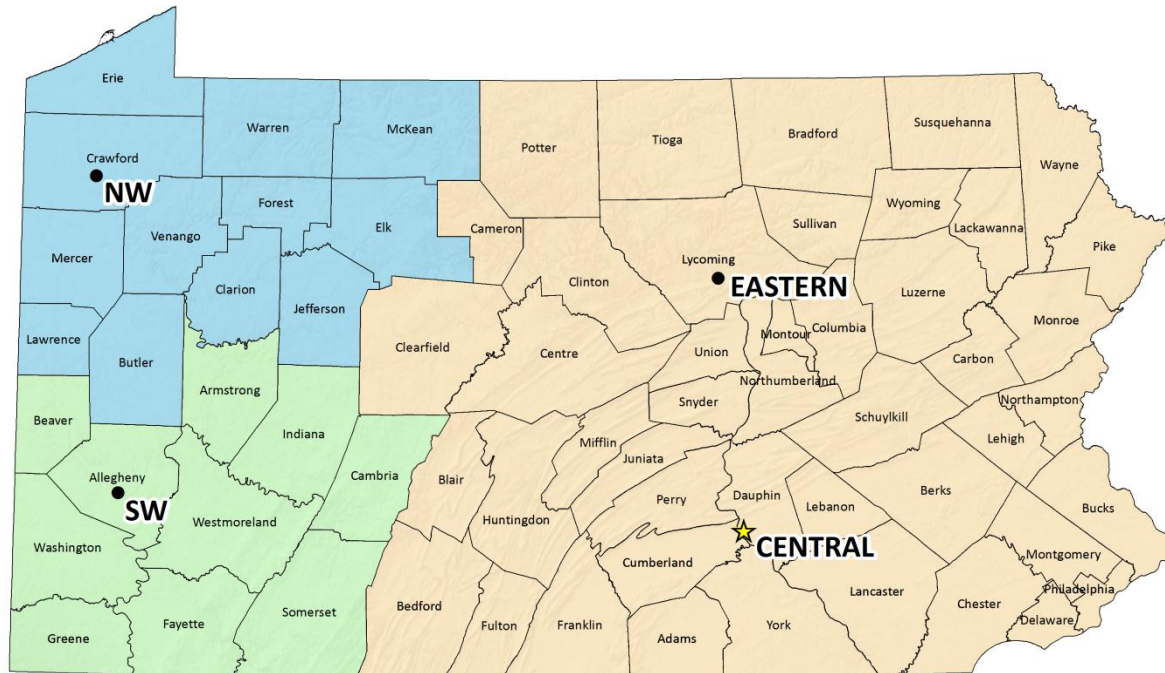 Erie
Warren
McKean
Potter
Tioga
Bradford
Susquehanna
Wayne
Crawford
NW
Forest
Elk
Cameron
Sullivan
Wyoming
Lackawanna
Pike
Mercer
Venango
Clarion
Jefferson
Clinton
Lycoming
EASTERN
Luzerne
Monroe
Lawrence
Butler
Clearfield
Centre
Union
Montour
Columbia
Carbon
Armstrong
Snyder
Northumberland
Northampton
Beaver
Indiana
Mifflin
Schuylkill
Lehigh
Allegheny
SW
Cambria
Blair
Juniata
Huntingdon
Perry
Dauphin
Lebanon
Berks
Bucks
Washington
Westmoreland
Cumberland
CENTRAL
Montgomery
Philadelphia
Greene
Fayette
Somerset
Bedford
Fulton
Franklin
Adams
York
Lancaster
Chester
Delaware